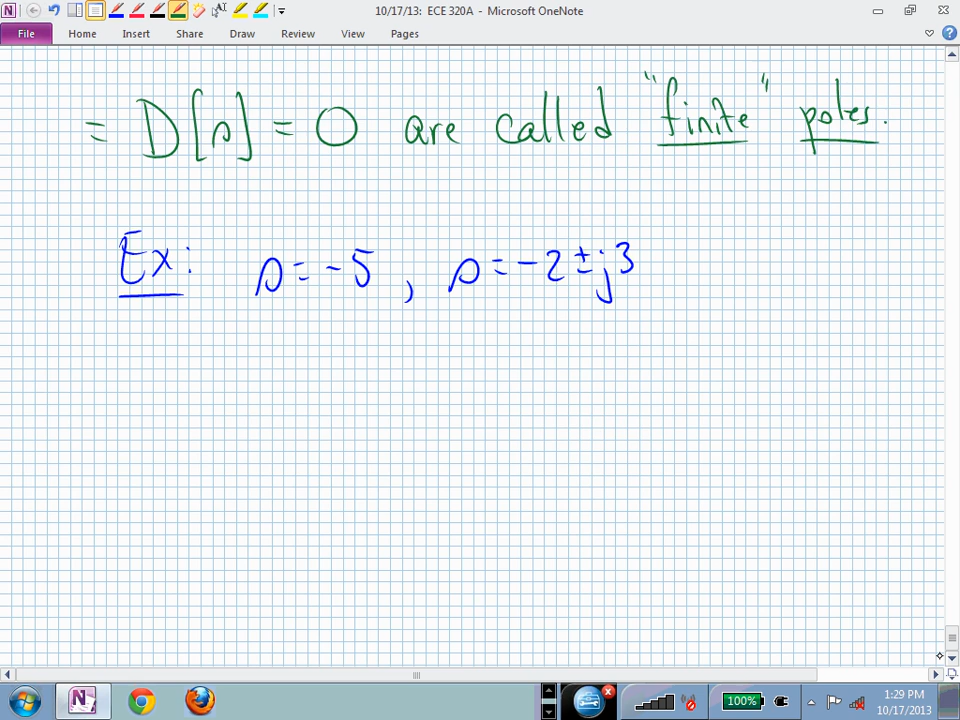 10/17/13: ECE 320A - Microsoft OneNote
File Home Insert Share Draw Review View Pages
= D[s] = 0 are called "finite" poles.
Ex: s = -5, s = -2 ± j3
100% 1:29 PM
10/17/2013